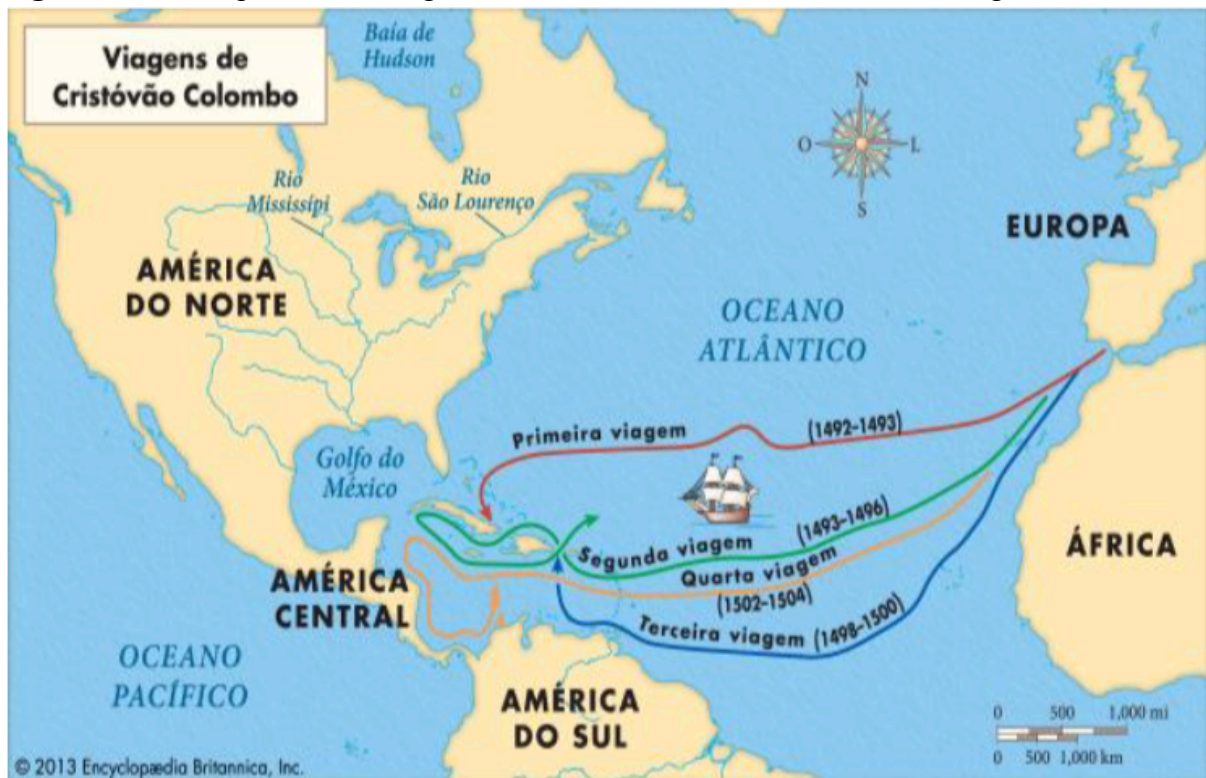 Viagens de
Cristóvão Colombo
Baía de
Hudson
N
O
L
S
Rio
Mississípi
Rio
São Lourenço
EUROPA
AMÉRICA
DO NORTE
OCEANO
ATLÂNTICO
Primeira viagem
(1492–1493)
Golfo do
México
(1493–1496)
Segunda viagem
ÁFRICA
Quarta viagem
(1502–1504)
AMÉRICA
CENTRAL
Terceira viagem (1498–1500)
OCEANO
PACÍFICO
AMÉRICA
DO SUL
0 500 1,000 mi
0 500 1,000 km
© 2013 Encyclopædia Britannica, Inc.